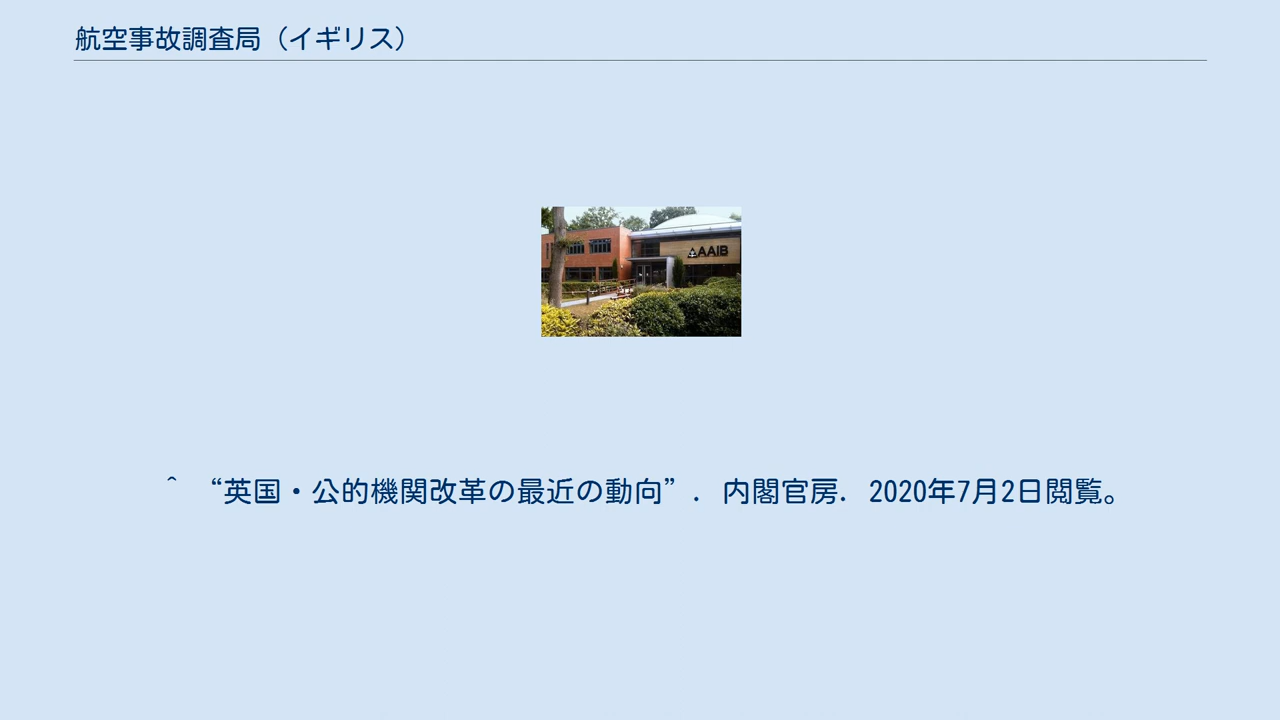 航空事故調査局（イギリス）
AAIB
^ “英国・公的機関改革の最近の動向”. 内閣官房. 2020年7月2日閲覧。